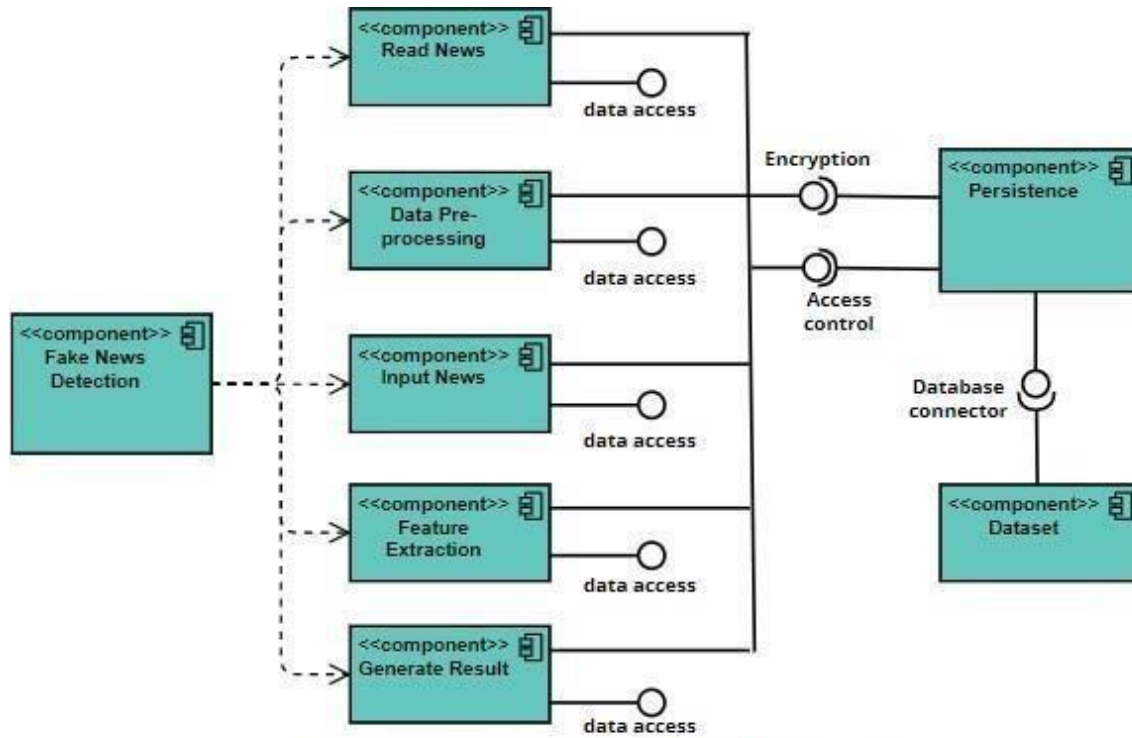 <<component>>
Read News
data access
<<component>>
Data Pre-
processing
data access
Encryption
Access
control
<<component>>
Persistence
<<component>>
Fake News
Detection
<<component>>
Input News
data access
Database
connector
<<component>>
Feature
Extraction
data access
<<component>>
Dataset
<<component>>
Generate Result
data access